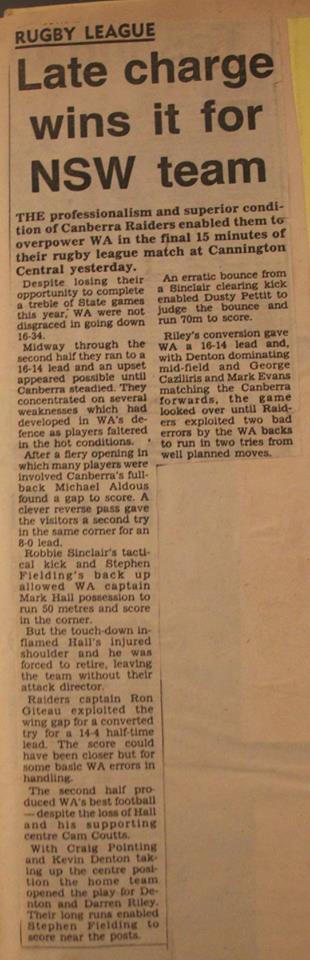 RUGBY LEAGUE
Late charge
wins it for
NSW team
THE professionalism and superior condi-
tion of Canberra Raiders enabled them to
overpower WA in the final 15 minutes of
their rugby league match at Cannington
Central yesterday.
Despite losing their
opportunity to complete
a treble of State games
this year, WA were not
disgraced in going down
16-34.
Midway through the
second half they ran to a
16-14 lead and an upset
appeared possible until
Canberra steadied. They
concentrated on several
weaknesses which had
developed in WA's de-
fence as players faltered
in the hot conditions.
After a fiery opening in
which many players were
involved Canberra's full-
back Michael Aldous
found a gap to score. A
clever reverse pass gave
the visitors a second try
in the same corner for an
8-0 lead.
Robbie Sinclair's tacti-
cal kick and Stephen
Fielding's back up
allowed WA captain
Mark Hall possession to
run 50 metres and score
in the corner.
But the touch-down in-
flamed Hall's injured
shoulder and he was
forced to retire, leaving
the team without their
attack director.
Raiders captain Ron
Giteau exploited the
wing gap for a converted
try for a 14-4 half-time
lead. The score could
have been closer but for
some basic WA errors in
handling.
The second half pro-
duced WA's best football
— despite the loss of Hall
and his supporting
centre Cam Coutts.
With Craig Pointing
and Kevin Denton tak-
ing up the centre posi-
tion the home team
opened the play for De-
nton and Darren Riley.
Their long runs enabled
Stephen Fielding to
score near the posts.
An erratic bounce from
a Sinclair clearing kick
enabled Dusty Pettit to
judge the bounce and
run 70m to score.
Riley's conversion gave
WA a 16-14 lead and,
with Denton dominating
mid-field and George
Caziliris and Mark Evans
matching the Canberra
forwards, the game
looked over until Raid-
ers exploited two bad
errors by the WA backs
to run in two tries from
well planned moves.